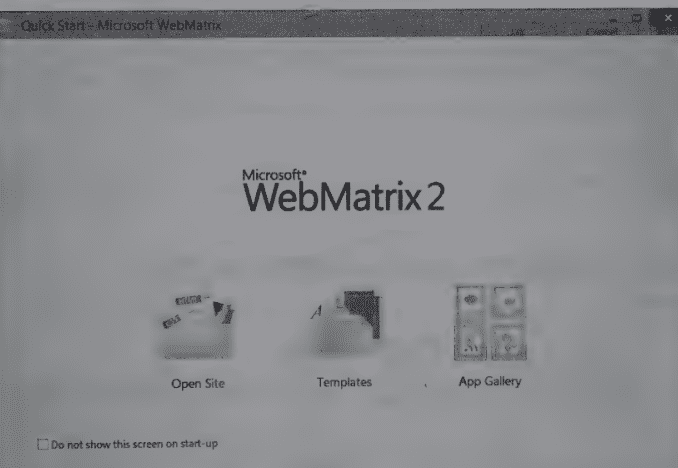 Quick Start - Microsoft WebMatrix
Microsoft®
WebMatrix 2
Open Site
Templates
App Gallery
Do not show this screen on start-up